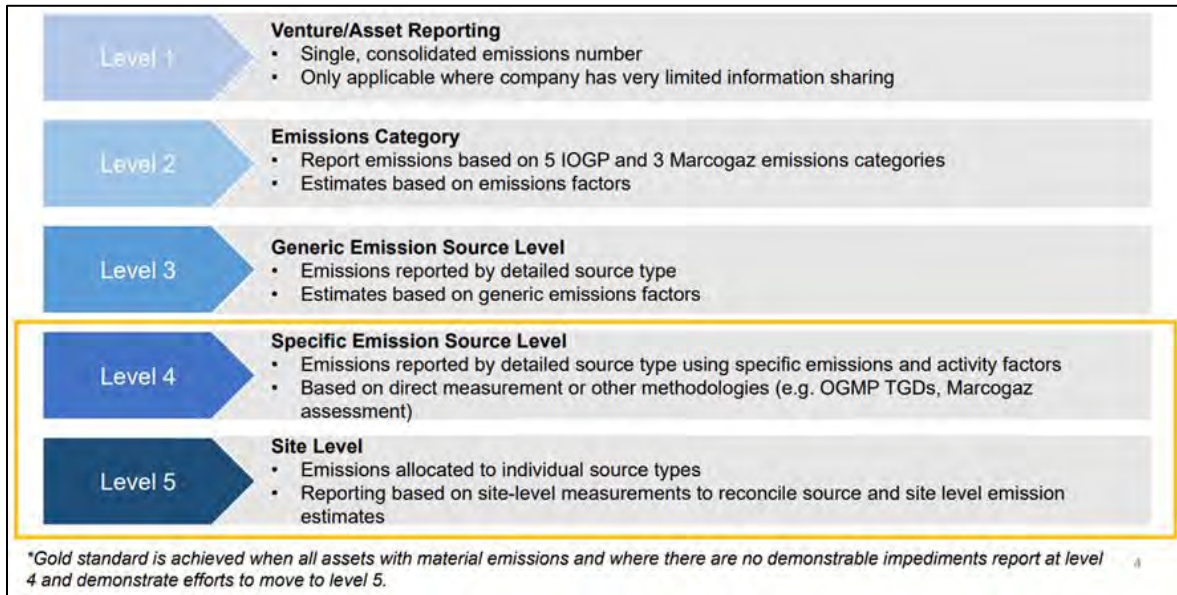 Level 1
Venture/Asset Reporting
• Single, consolidated emissions number
• Only applicable where company has very limited information sharing
Level 2
Emissions Category
• Report emissions based on 5 IOGP and 3 Marcogaz emissions categories
• Estimates based on emissions factors
Level 3
Generic Emission Source Level
• Emissions reported by detailed source type
• Estimates based on generic emissions factors
Level 4
Specific Emission Source Level
• Emissions reported by detailed source type using specific emissions and activity factors
• Based on direct measurement or other methodologies (e.g. OGMP TGDs, Marcogaz
assessment)
Level 5
Site Level
• Emissions allocated to individual source types
• Reporting based on site-level measurements to reconcile source and site level emission
estimates
*Gold standard is achieved when all assets with material emissions and where there are no demonstrable impediments report at level
4 and demonstrate efforts to move to level 5.